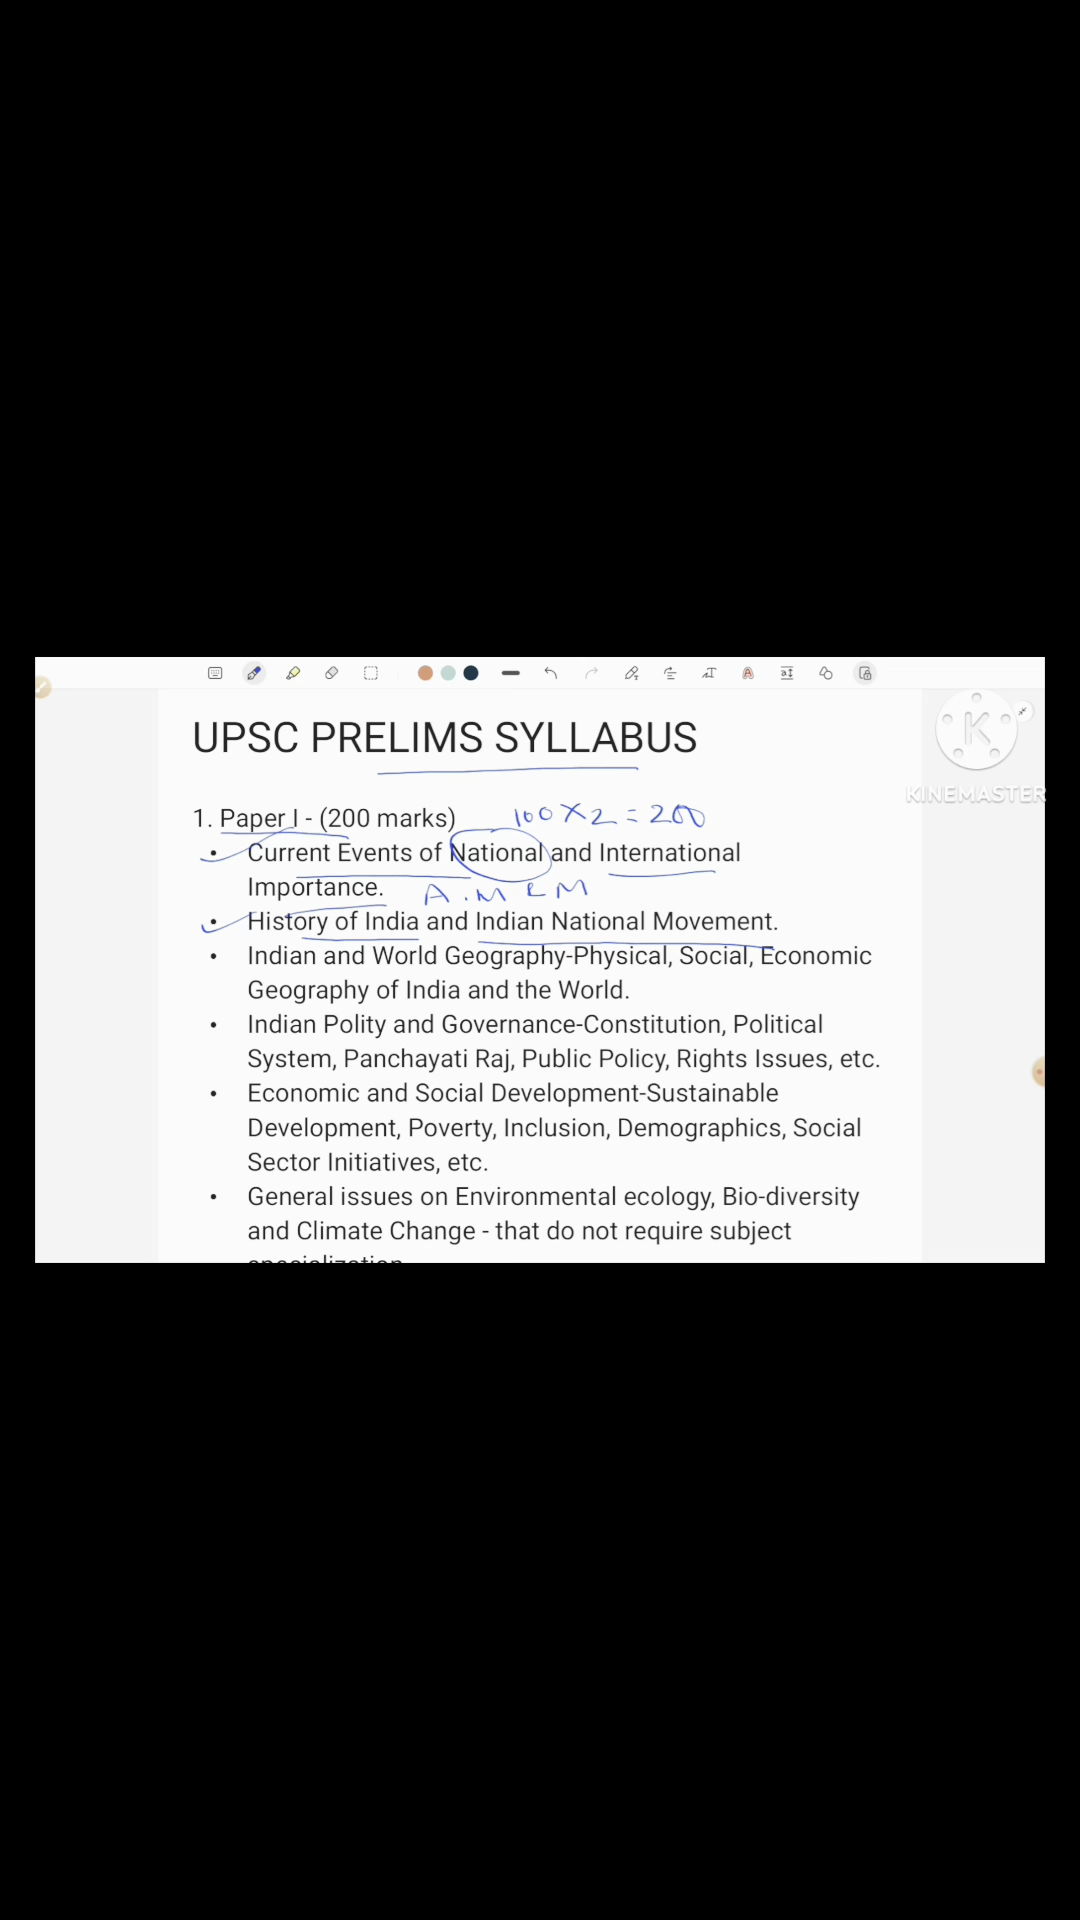 UPSC PRELIMS SYLLABUS
KINEMASTER
1. Paper I - (200 marks) 100 X 2 = 200
• Current Events of National and International
Importance. A. M & M
• History of India and Indian National Movement.
• Indian and World Geography-Physical, Social, Economic
Geography of India and the World.
• Indian Polity and Governance-Constitution, Political
System, Panchayati Raj, Public Policy, Rights Issues, etc.
• Economic and Social Development-Sustainable
Development, Poverty, Inclusion, Demographics, Social
Sector Initiatives, etc.
• General issues on Environmental ecology, Bio-diversity
and Climate Change - that do not require subject
specialization